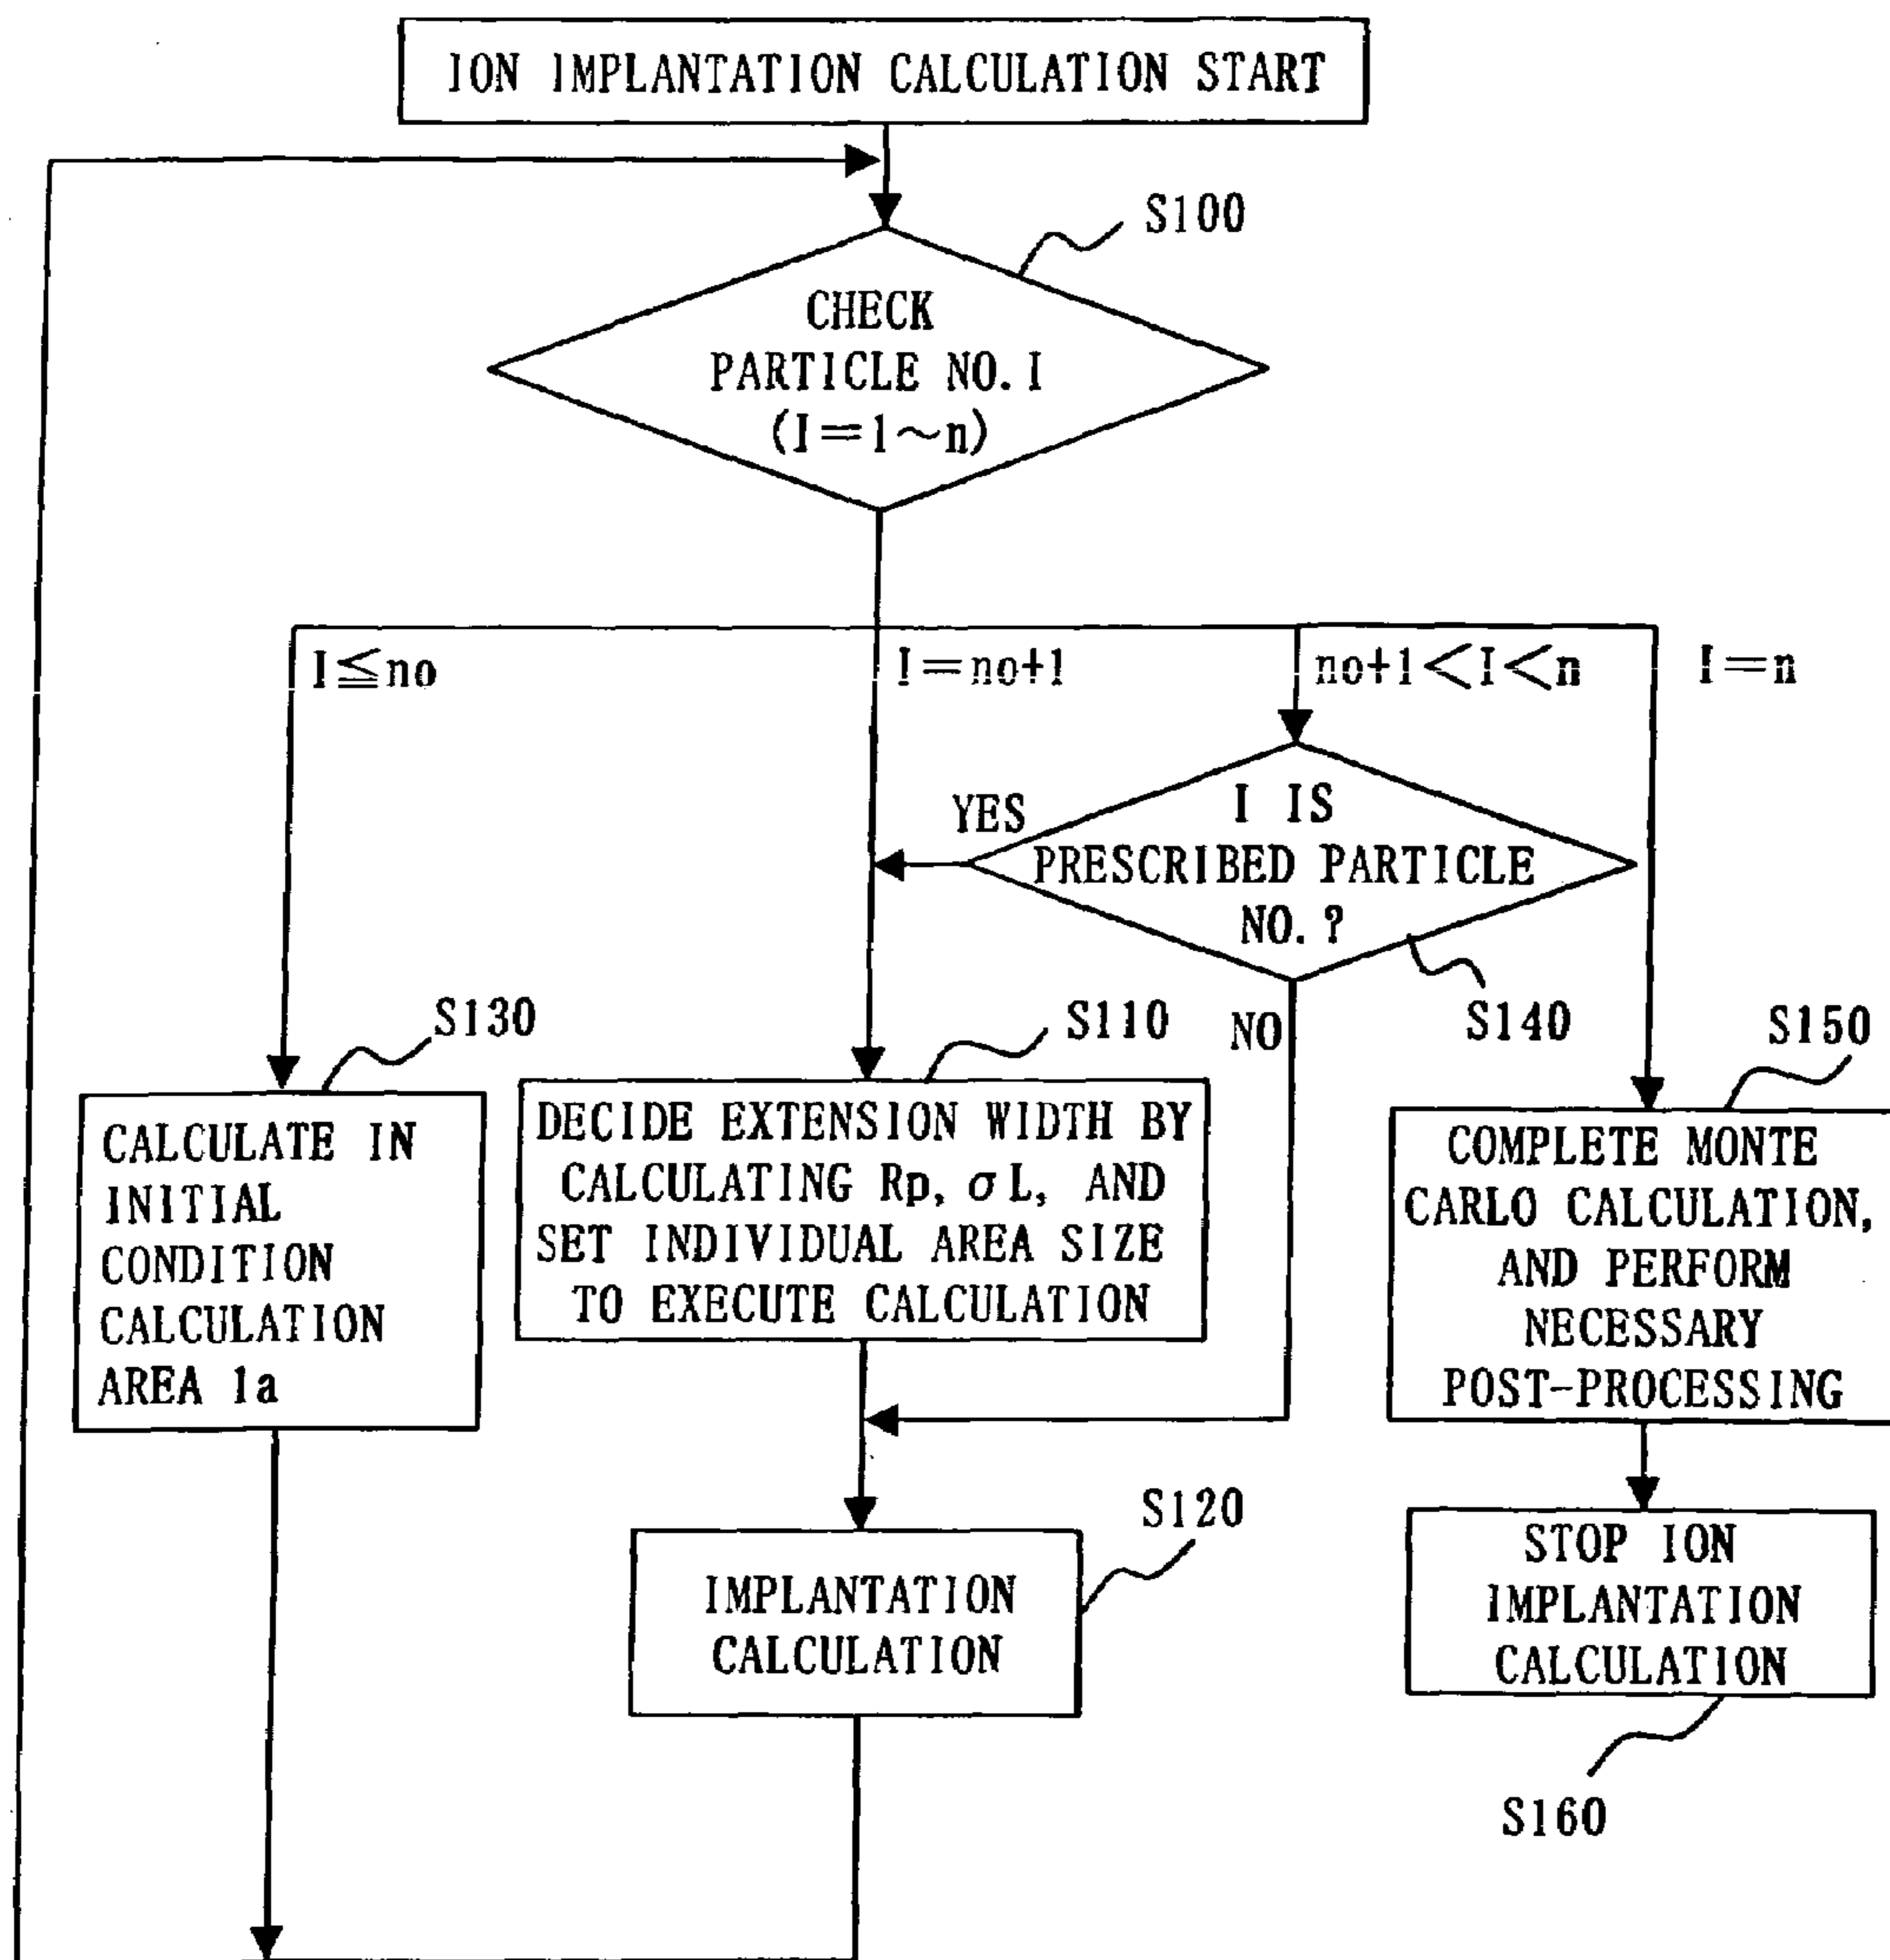 ION IMPLANTATION CALCULATION START
S100
CHECK
PARTICLE NO. I
(I=1~n)
I≦no
I=no+1
no+1<I<n
I=n
YES
I IS
PRESCRIBED PARTICLE
NO. ?
S140
NO
S130
CALCULATE IN
INITIAL
CONDITION
CALCULATION
AREA 1a
S110
DECIDE EXTENSION WIDTH BY
CALCULATING Rp, σL, AND
SET INDIVIDUAL AREA SIZE
TO EXECUTE CALCULATION
S150
COMPLETE MONTE
CARLO CALCULATION,
AND PERFORM
NECESSARY
POST-PROCESSING
S120
IMPLANTATION
CALCULATION
STOP ION
IMPLANTATION
CALCULATION
S160